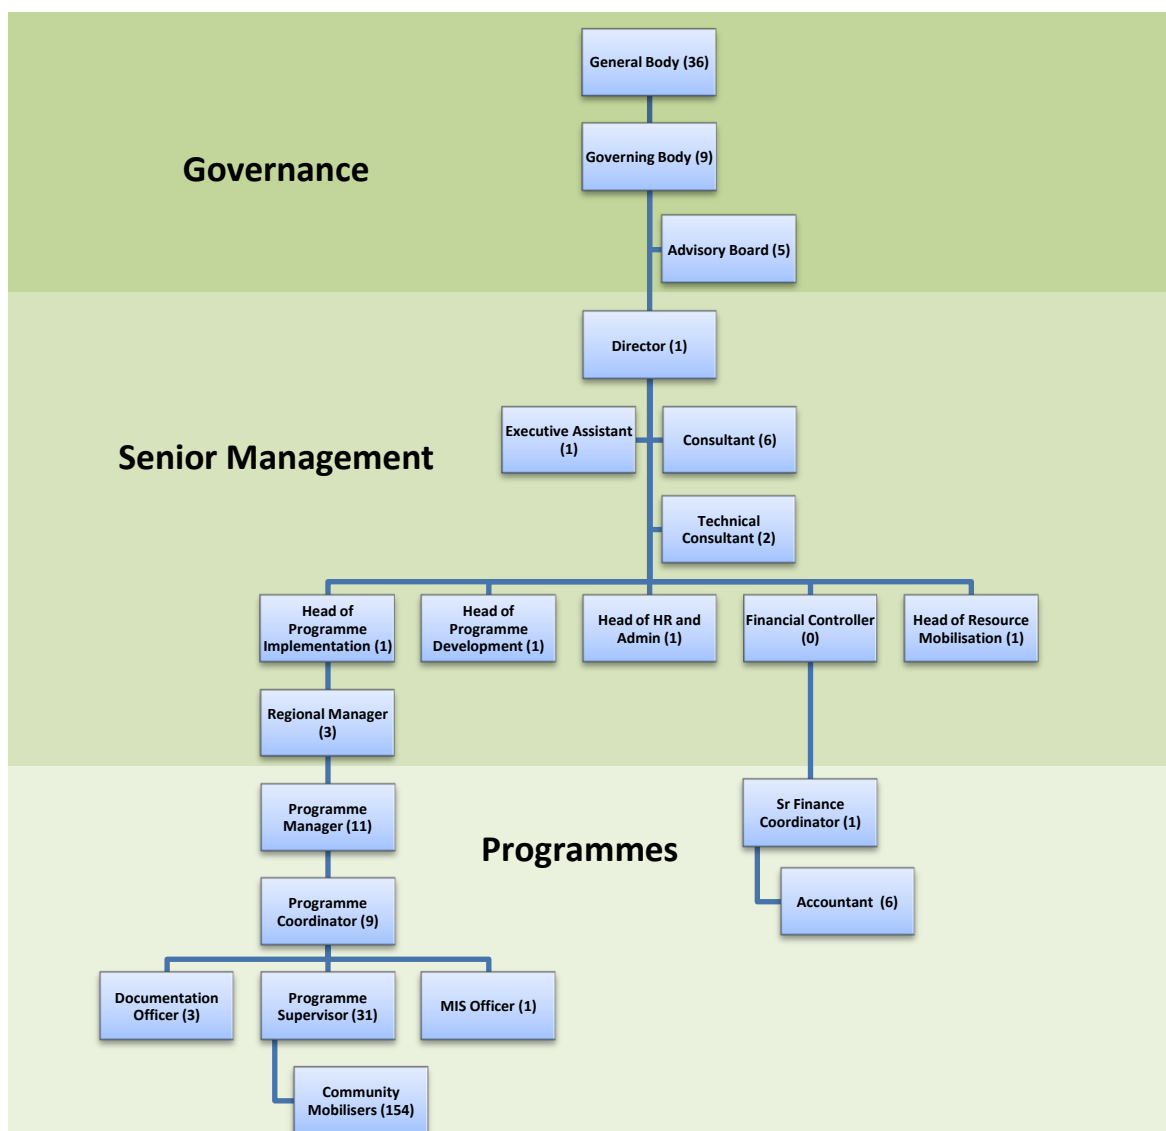 General Body (36)
Governance
Governing Body (9)
Advisory Board (5)
Director (1)
Senior Management
Executive Assistant
(1)
Consultant (6)
Technical
Consultant (2)
Head of
Programme
Implementation (1)
Head of
Programme
Development (1)
Head of HR and
Admin (1)
Financial Controller
(0)
Head of Resource
Mobilisation (1)
Regional Manager
(3)
Programmes
Programme
Manager (11)
Sr Finance
Coordinator (1)
Programme
Coordinator (9)
Accountant (6)
Documentation
Officer (3)
Programme
Supervisor (31)
MIS Officer (1)
Community
Mobilisers (154)